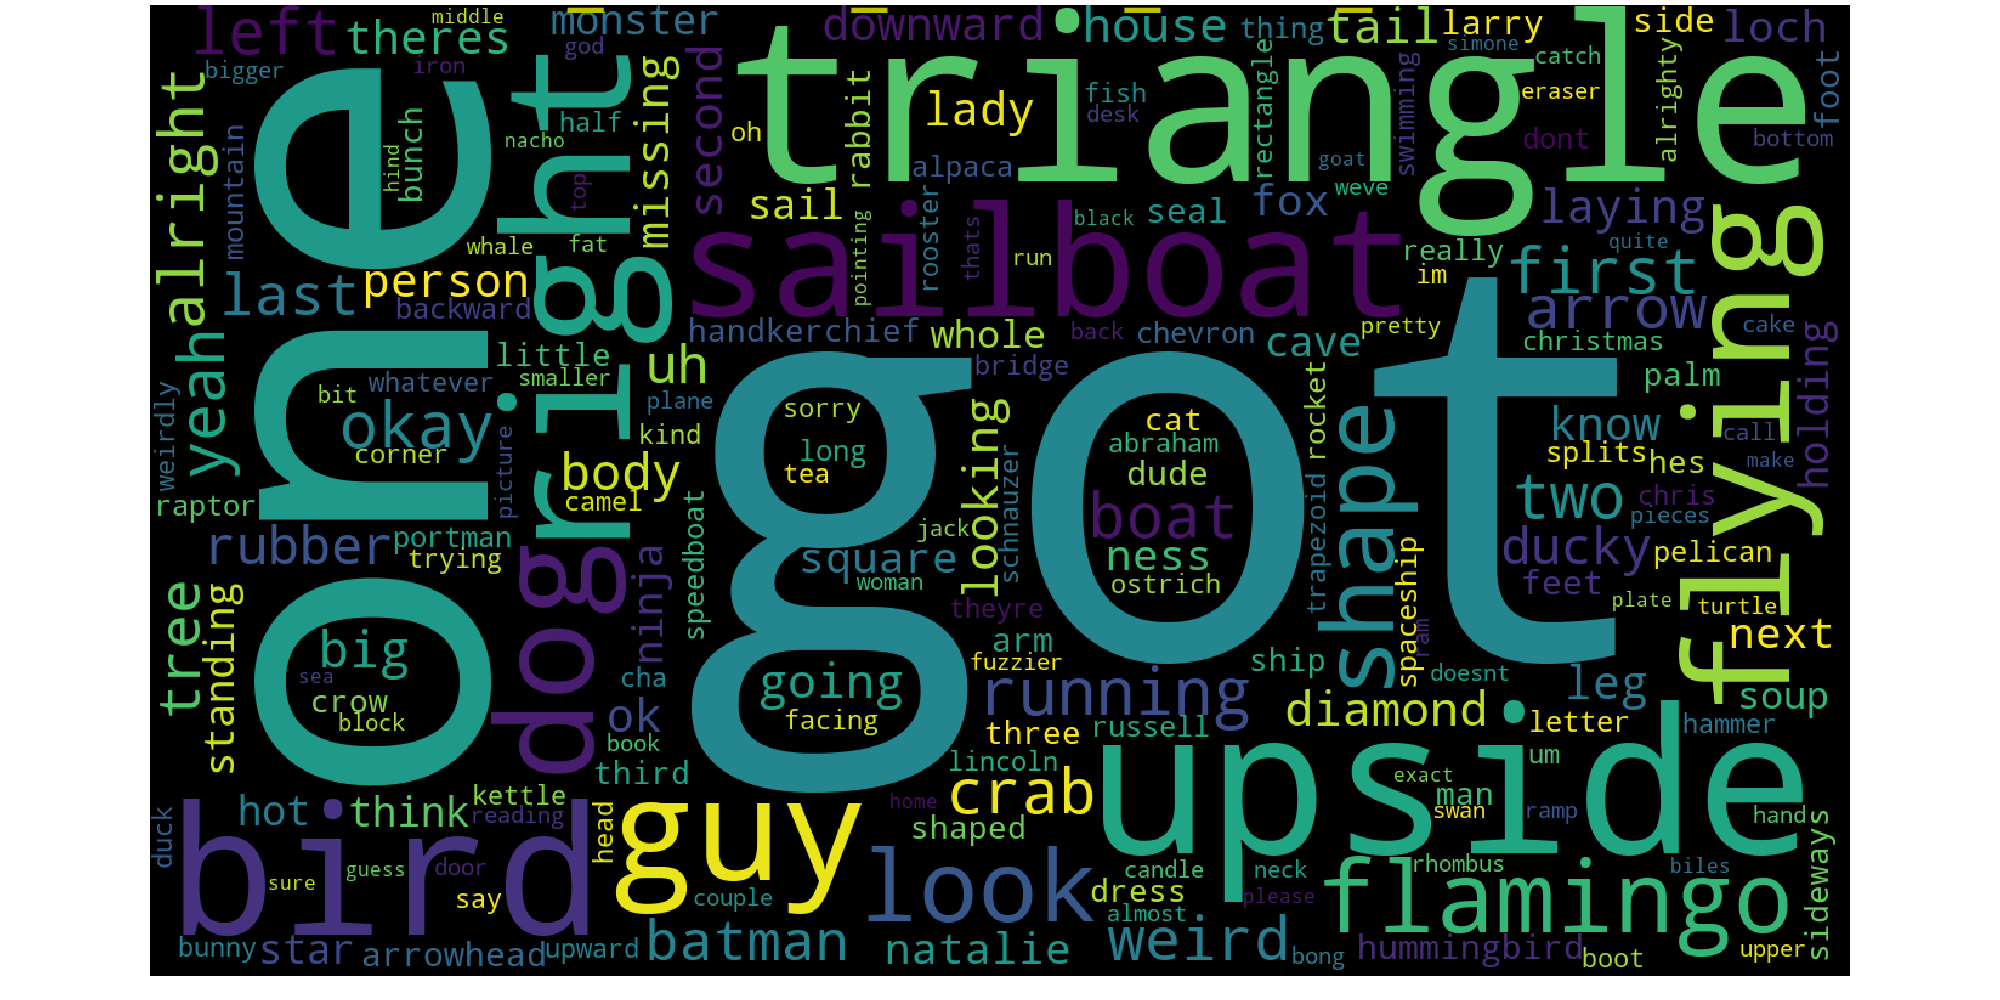 left
theres
middle
monster
downward
house
thing
tail
larry
side
loch
bigger
iron
god
simone
catch
alright
one
right
missing
second
triangle
oh
lady
rabbit
fish
desk
rectangle
swimming
eraser
alrighty
foot
bunch
half
nacho
hind
top
mountain
alpaca
goat
weve
dont
bottom
sail
rooster
black
seal
fox
laying
whale
fat
pointing
thats
run
sailboat
really
quite
im
first
flying
last
person
backward
handkerchief
whole
back
chevron
cave
pretty
arrow
cake
christmas
yeah
little
uh
bridge
smaller
whatever
bit
okay
plane
kind
got
sorry
long
tea
looking
schnauzer
cat
abraham
dude
boat
ness
ostrich
rocket
trapezoid
shape
palm
holding
know
call
make
splits
hes
weirdly
corner
picture
body
camel
raptor
two
chris
pieces
rubber
portman
trying
dog
ninja
speedboat
square
jack
woman
ducky
pelican
feet
plate
turtle
next
tree
standing
big
sea
crow
block
cha
ok
going
facing
theyre
arm
fuzzier
ship
spaceship
ram
doesnt
running
leg
soup
book
third
three
russell
diamond
letter
hammer
lincoln
um
upside
exact
man
swan
ramp
hand
hot
think
kettle
reading
duck
bird
head
guy
home
crab
shaped
sure
guess
door
say
look
candle
neck
dress
please
almost
rhombus
biles
sideways
couple
flamingo
bunny
star
arrowhead
upward
batman
natalie
weird
bong
hummingbird
boot
upper